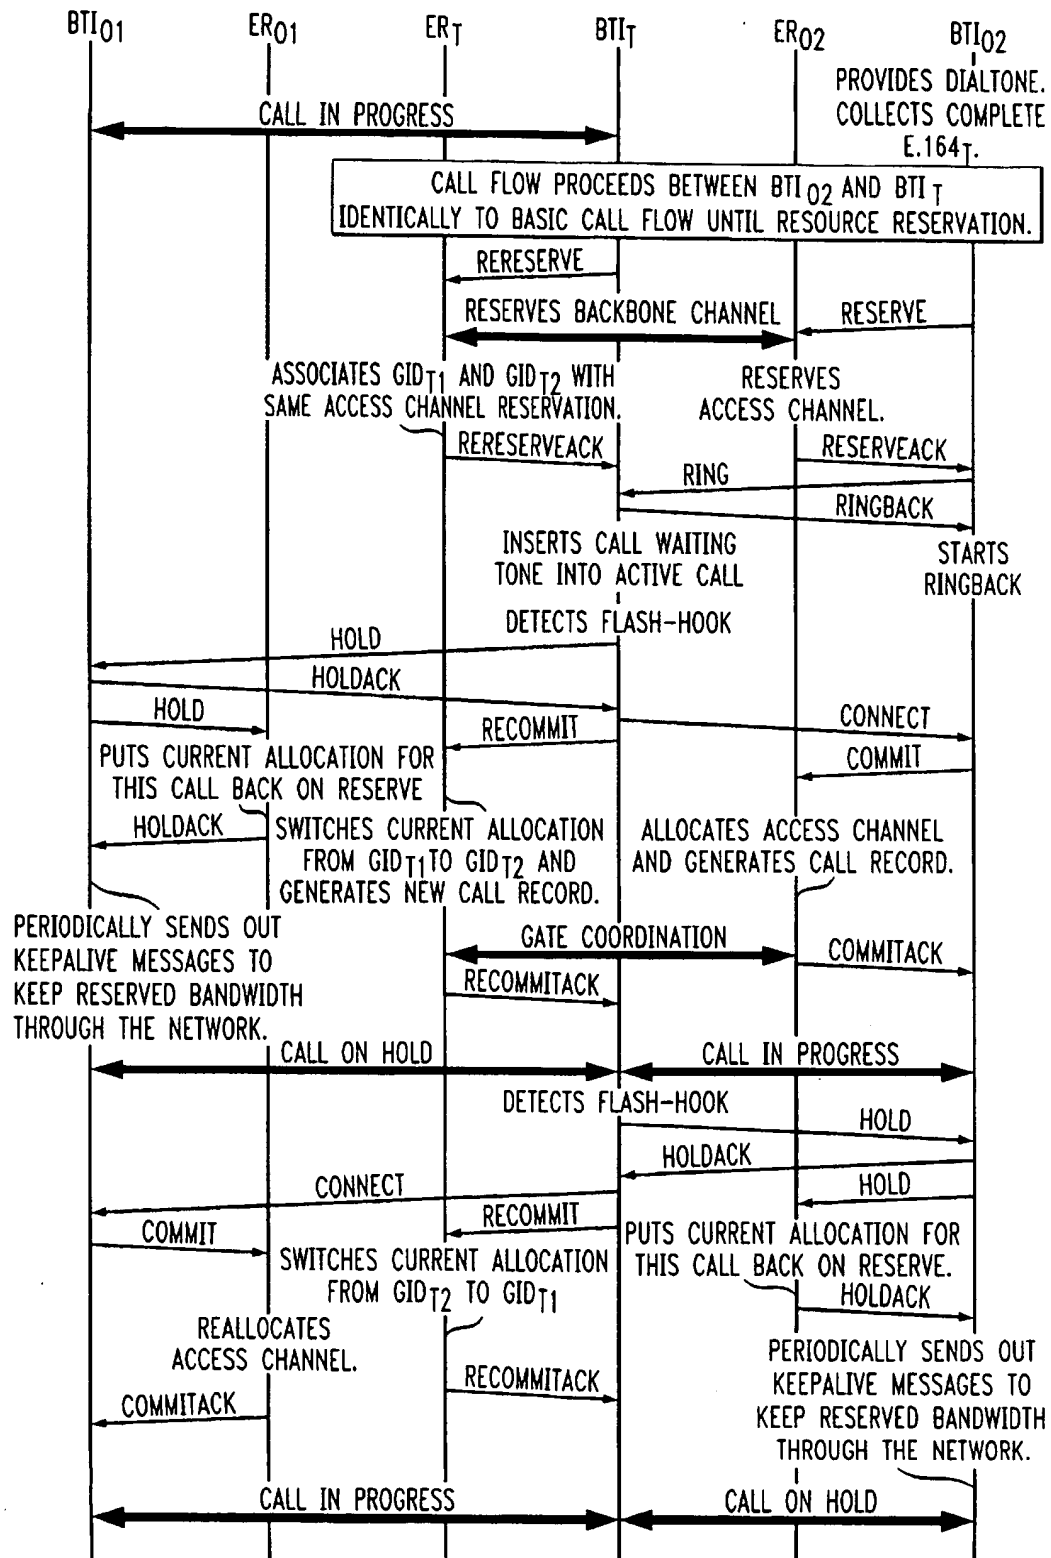 BTI01 ER01 ERT BTIT ER02 BTI02
PROVIDES DIALTONE.
COLLECTS COMPLETE
E.164T.
CALL IN PROGRESS
CALL FLOW PROCEEDS BETWEEN BTI02 AND BTIT
IDENTICALLY TO BASIC CALL FLOW UNTIL RESOURCE RESERVATION.
RERESERVE
RESERVES BACKBONE CHANNEL
RESERVE
ASSOCIATES GIDT1 AND GIDT2 WITH
SAME ACCESS CHANNEL RESERVATION.
RESERVES
ACCESS CHANNEL.
RERESERVEACK
RESERVEACK
RING
RINGBACK
INSERTS CALL WAITING
TONE INTO ACTIVE CALL
STARTS
RINGBACK
DETECTS FLASH-HOOK
HOLD
HOLDACK
HOLD
CONNECT
RECOMMIT
COMMIT
PUTS CURRENT ALLOCATION FOR
THIS CALL BACK ON RESERVE
HOLDACK
SWITCHES CURRENT ALLOCATION
FROM GIDT1 TO GIDT2 AND
GENERATES NEW CALL RECORD.
ALLOCATES ACCESS CHANNEL
AND GENERATES CALL RECORD.
PERIODICALLY SENDS OUT
KEEPALIVE MESSAGES TO
KEEP RESERVED BANDWIDTH
THROUGH THE NETWORK.
GATE COORDINATION
COMMITACK
RECOMMITACK
CALL ON HOLD
CALL IN PROGRESS
DETECTS FLASH-HOOK
HOLD
HOLDACK
HOLD
CONNECT
RECOMMIT
COMMIT
PUTS CURRENT ALLOCATION FOR
THIS CALL BACK ON RESERVE.
SWITCHES CURRENT ALLOCATION
FROM GIDT2 TO GIDT1
HOLDACK
REALLOCATES
ACCESS CHANNEL.
RECOMMITACK
COMMITACK
PERIODICALLY SENDS OUT
KEEPALIVE MESSAGES TO
KEEP RESERVED BANDWIDTH
THROUGH THE NETWORK.
CALL IN PROGRESS
CALL ON HOLD